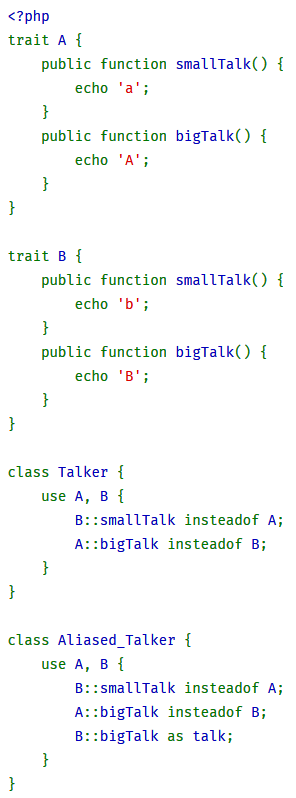 <?php
trait A {
    public function smallTalk() {
        echo 'a';
    }
    public function bigTalk() {
        echo 'A';
    }
}

trait B {
    public function smallTalk() {
        echo 'b';
    }
    public function bigTalk() {
        echo 'B';
    }
}

class Talker {
    use A, B {
        B::smallTalk insteadof A;
        A::bigTalk insteadof B;
    }
}

class Aliased_Talker {
    use A, B {
        B::smallTalk insteadof A;
        A::bigTalk insteadof B;
        B::bigTalk as talk;
    }
}